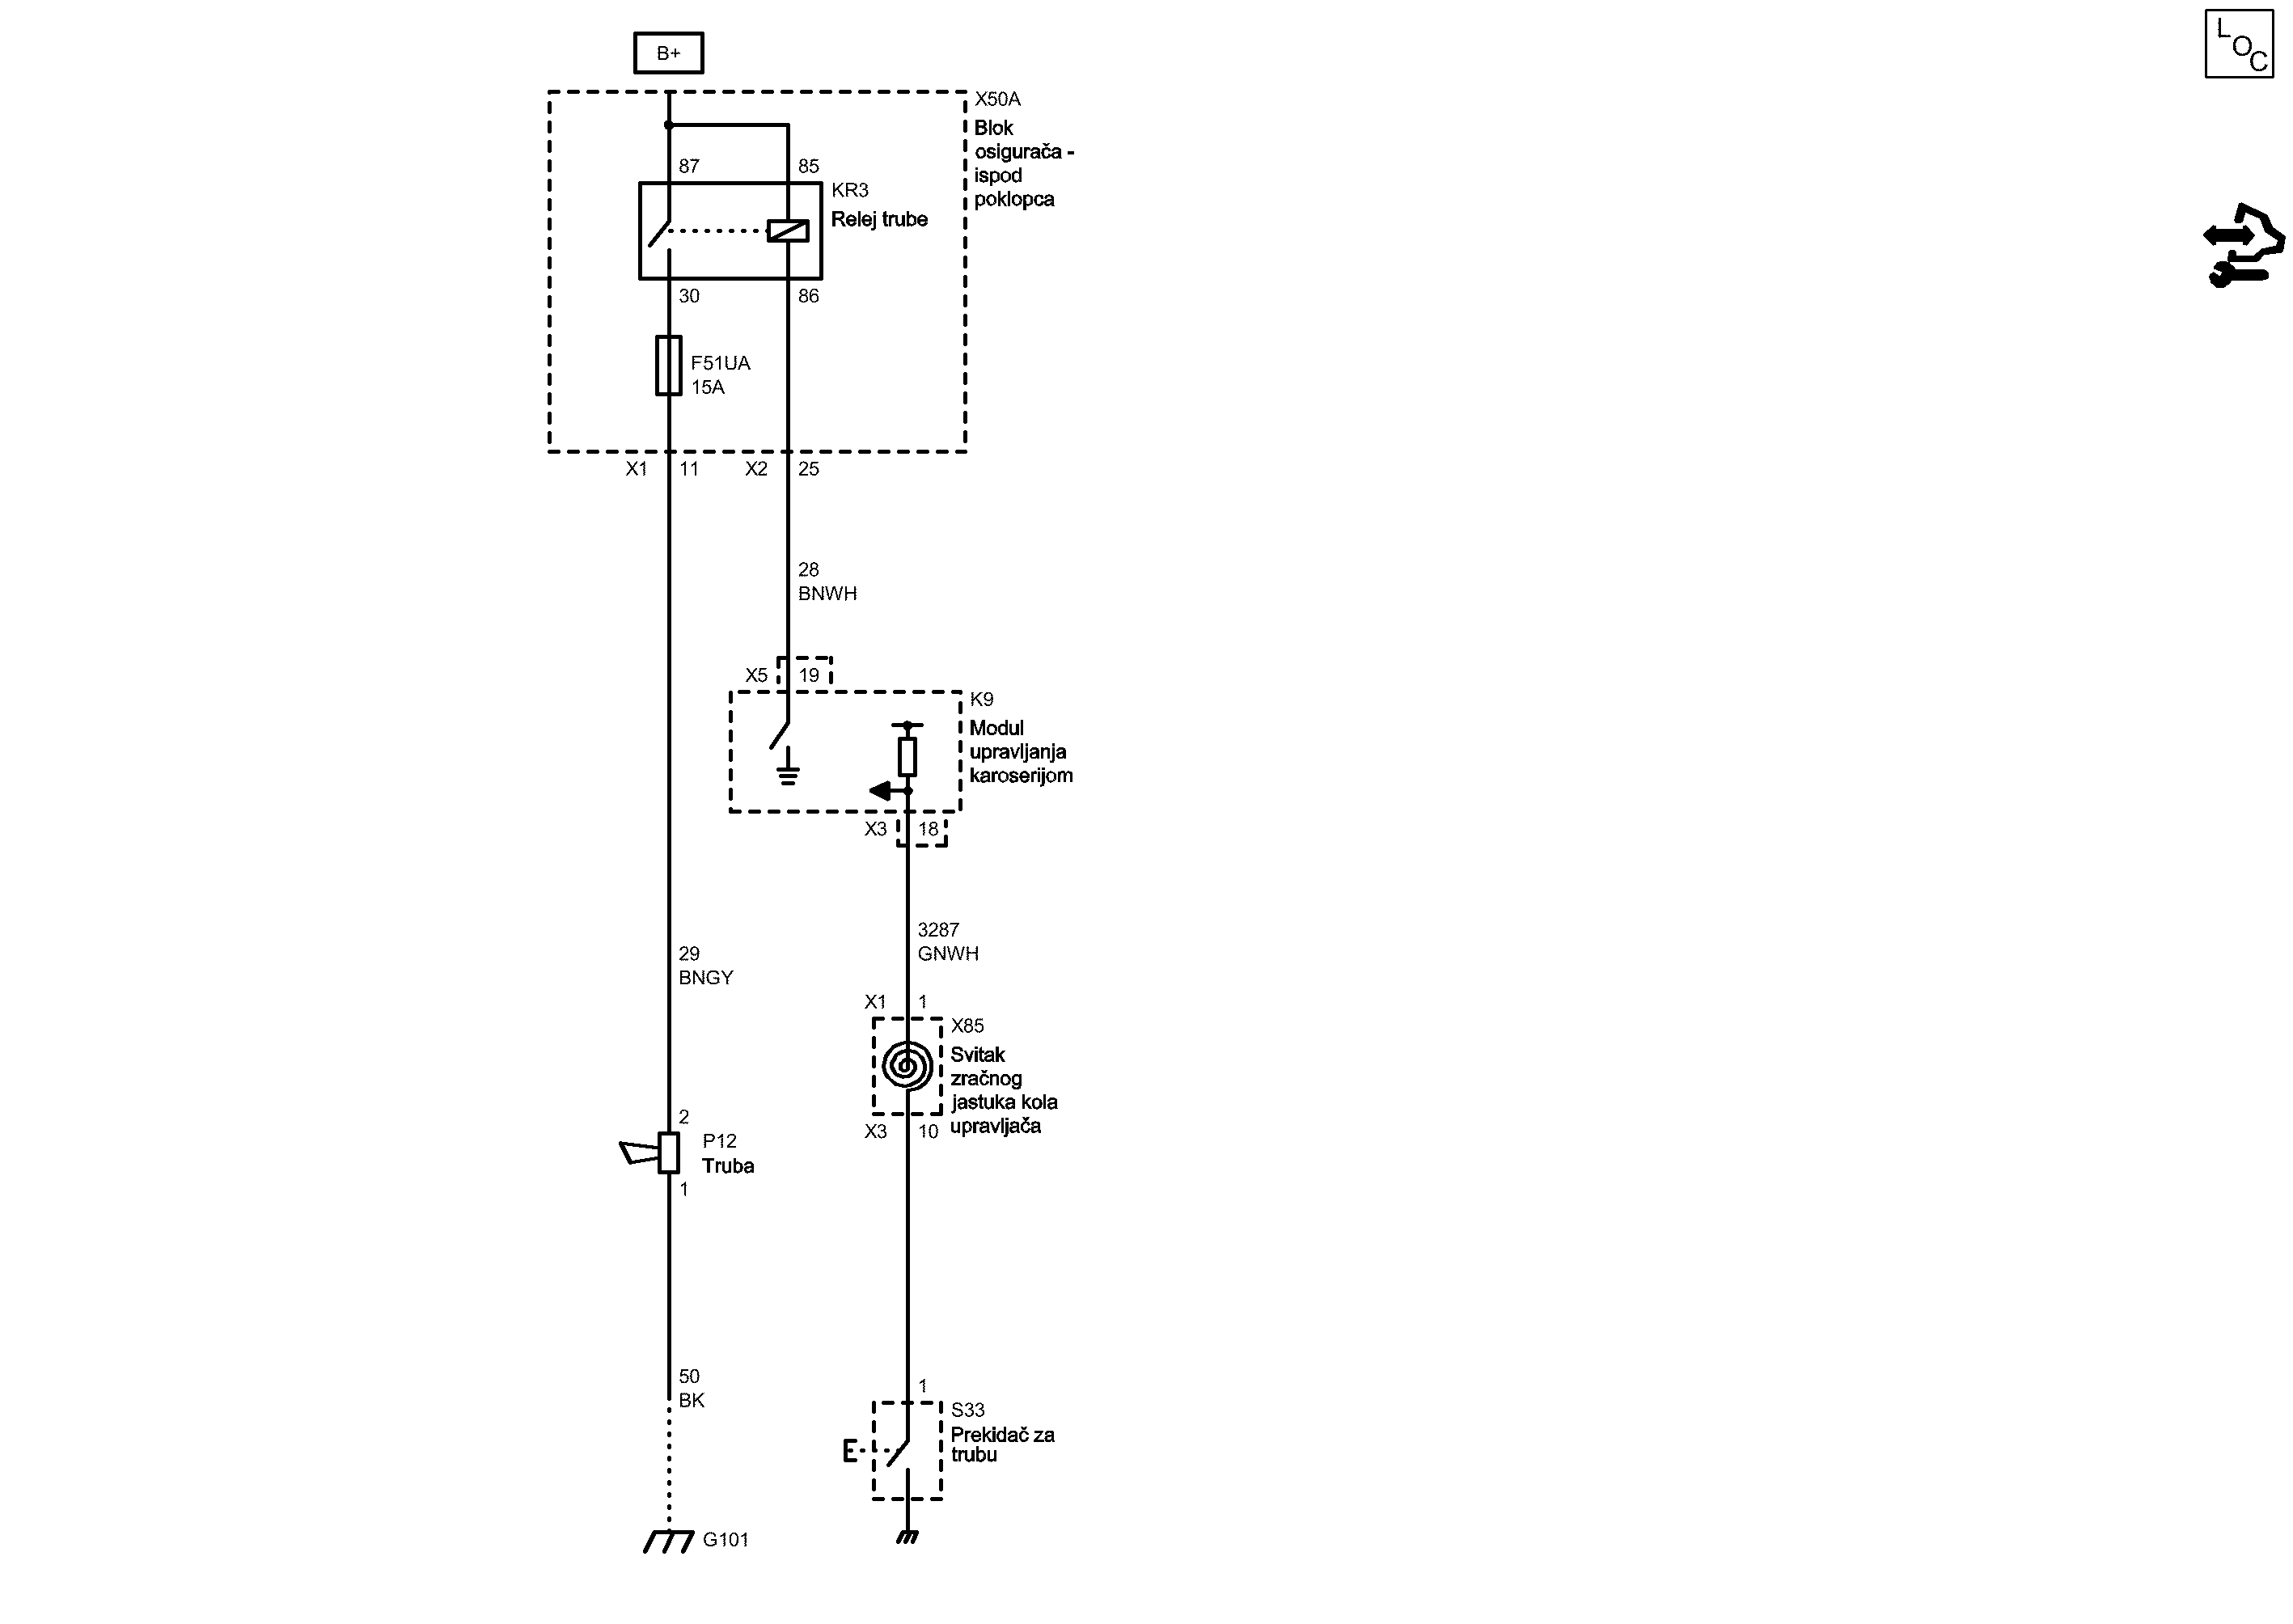 B+
LOC
X50A
Blok
osigurača -
ispod
poklopca
87
85
KR3
Relej trube
30
86
F51UA
15A
X1
11
X2
25
28
BNWH
X5
19
K9
Modul
upravljanja
karoserijom
X3
18
3287
GNWH
29
BNGY
X1
1
X85
Svitak
zračnog
jastuka kola
upravljača
X3
10
2
P12
Truba
1
50
BK
1
S33
Prekidač za
trubu
G101